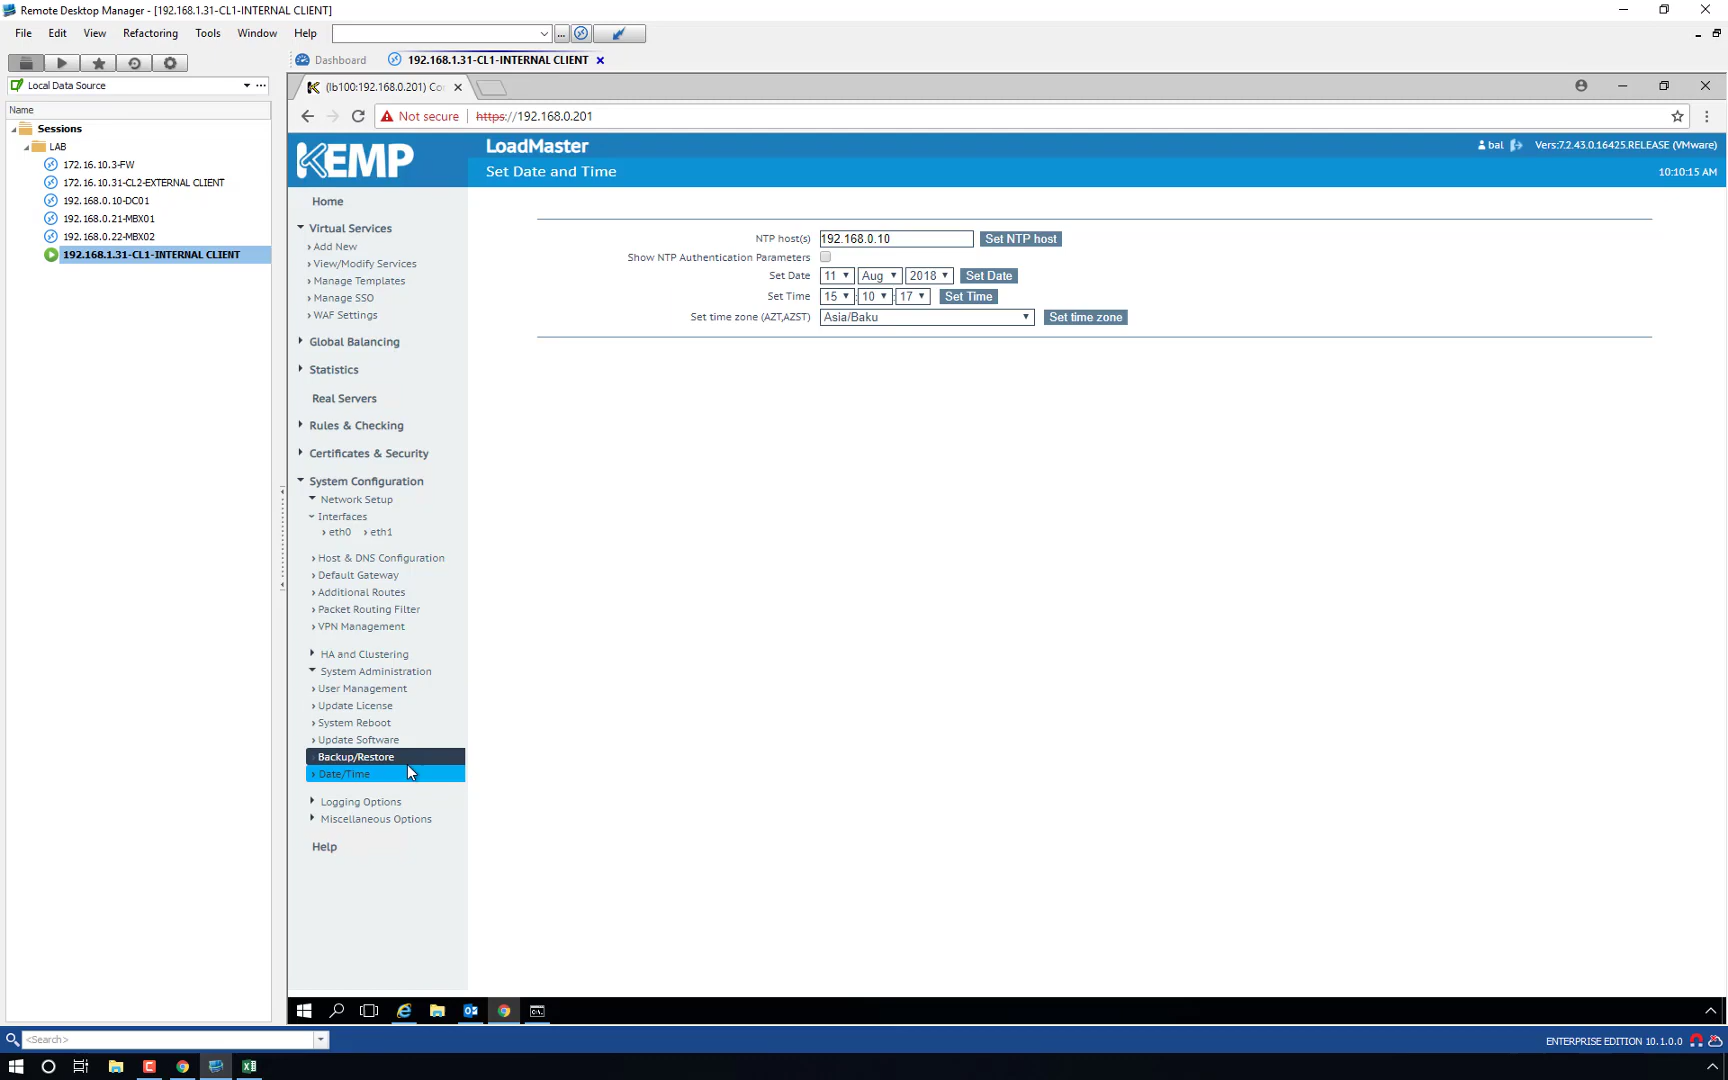 Remote Desktop Manager - [192.168.1.31-CL1-INTERNAL CLIENT]
File Edit View Refactoring Tools Window Help
...
Dashboard 192.168.1.31-CL1-INTERNAL CLIENT
Local Data Source
Name
Sessions
LAB
172.16.10.3-FW
172.16.10.31-CL2-EXTERNAL CLIENT
192.168.0.10-DC01
192.168.0.21-MBX01
192.168.0.22-MBX02
192.168.1.31-CL1-INTERNAL CLIENT
(lb100:192.168.0.201) Co
Not secure https://192.168.0.201
KEMP
LoadMaster
bal Vers:7.2.43.0.16425.RELEASE (VMware)
Set Date and Time
10:10:15 AM
Home
Virtual Services
Add New
View/Modify Services
Manage Templates
Manage SSO
WAF Settings
Global Balancing
Statistics
Real Servers
Rules & Checking
Certificates & Security
System Configuration
Network Setup
Interfaces
eth0 eth1
Host & DNS Configuration
Default Gateway
Additional Routes
Packet Routing Filter
VPN Management
HA and Clustering
System Administration
User Management
Update License
System Reboot
Update Software
Backup/Restore
Date/Time
Logging Options
Miscellaneous Options
Help
NTP host(s) 192.168.0.10 Set NTP host
Show NTP Authentication Parameters
Set Date 11 Aug 2018 Set Date
Set Time 15 : 10 : 17 Set Time
Set time zone (AZT,AZST) Asia/Baku Set time zone
<Search>
ENTERPRISE EDITION 10.1.0.0